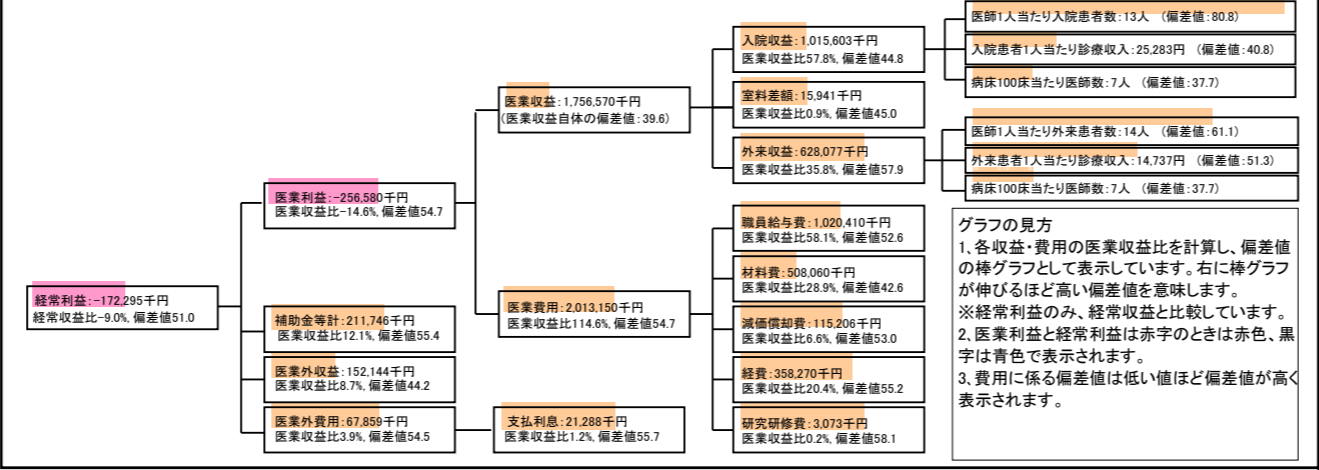 経常利益:-172,295千円
経常収益比-9.0%, 偏差値51.0
医業利益:-256,580千円
医業収益比-14.6%, 偏差値54.7
補助金等計:211,746千円
医業収益比12.1%, 偏差値55.4
医業外収益:152,144千円
医業収益比8.7%, 偏差値44.2
医業外費用:67,859千円
医業収益比3.9%, 偏差値54.5
医業収益:1,756,570千円
(医業収益自体の偏差値:39.6)
医業費用:2,013,150千円
医業収益比114.6%, 偏差値54.7
支払利息:21,288千円
医業収益比1.2%, 偏差値55.7
入院収益:1,015,603千円
医業収益比57.8%, 偏差値44.8
室料差額:15,941千円
医業収益比0.9%, 偏差値45.0
外来収益:628,077千円
医業収益比35.8%, 偏差値57.9
職員給与費:1,020,410千円
医業収益比58.1%, 偏差値52.6
材料費:508,060千円
医業収益比28.9%, 偏差値42.6
減価償却費:115,206千円
医業収益比6.6%, 偏差値53.0
経費:358,270千円
医業収益比20.4%, 偏差値55.2
研究研修費:3,073千円
医業収益比0.2%, 偏差値58.1
医師1人当たり入院患者数:13人 (偏差値:80.8)
入院患者1人当たり診療収入:25,283円 (偏差値:40.8)
病床100床当たり医師数:7人 (偏差値:37.7)
医師1人当たり外来患者数:14人 (偏差値:61.1)
外来患者1人当たり診療収入:14,737円 (偏差値:51.3)
病床100床当たり医師数:7人 (偏差値:37.7)
グラフの見方
1、各収益・費用の医業収益比を計算し、偏差値
の棒グラフとして表示しています。右に棒グラフ
が伸びるほど高い偏差値を意味します。
※経常利益のみ、経常収益と比較しています。
2、医業利益と経常利益は赤字のときは赤色、黒
字は青色で表示されます。
3、費用に係る偏差値は低い値ほど偏差値が高く
表示されます。